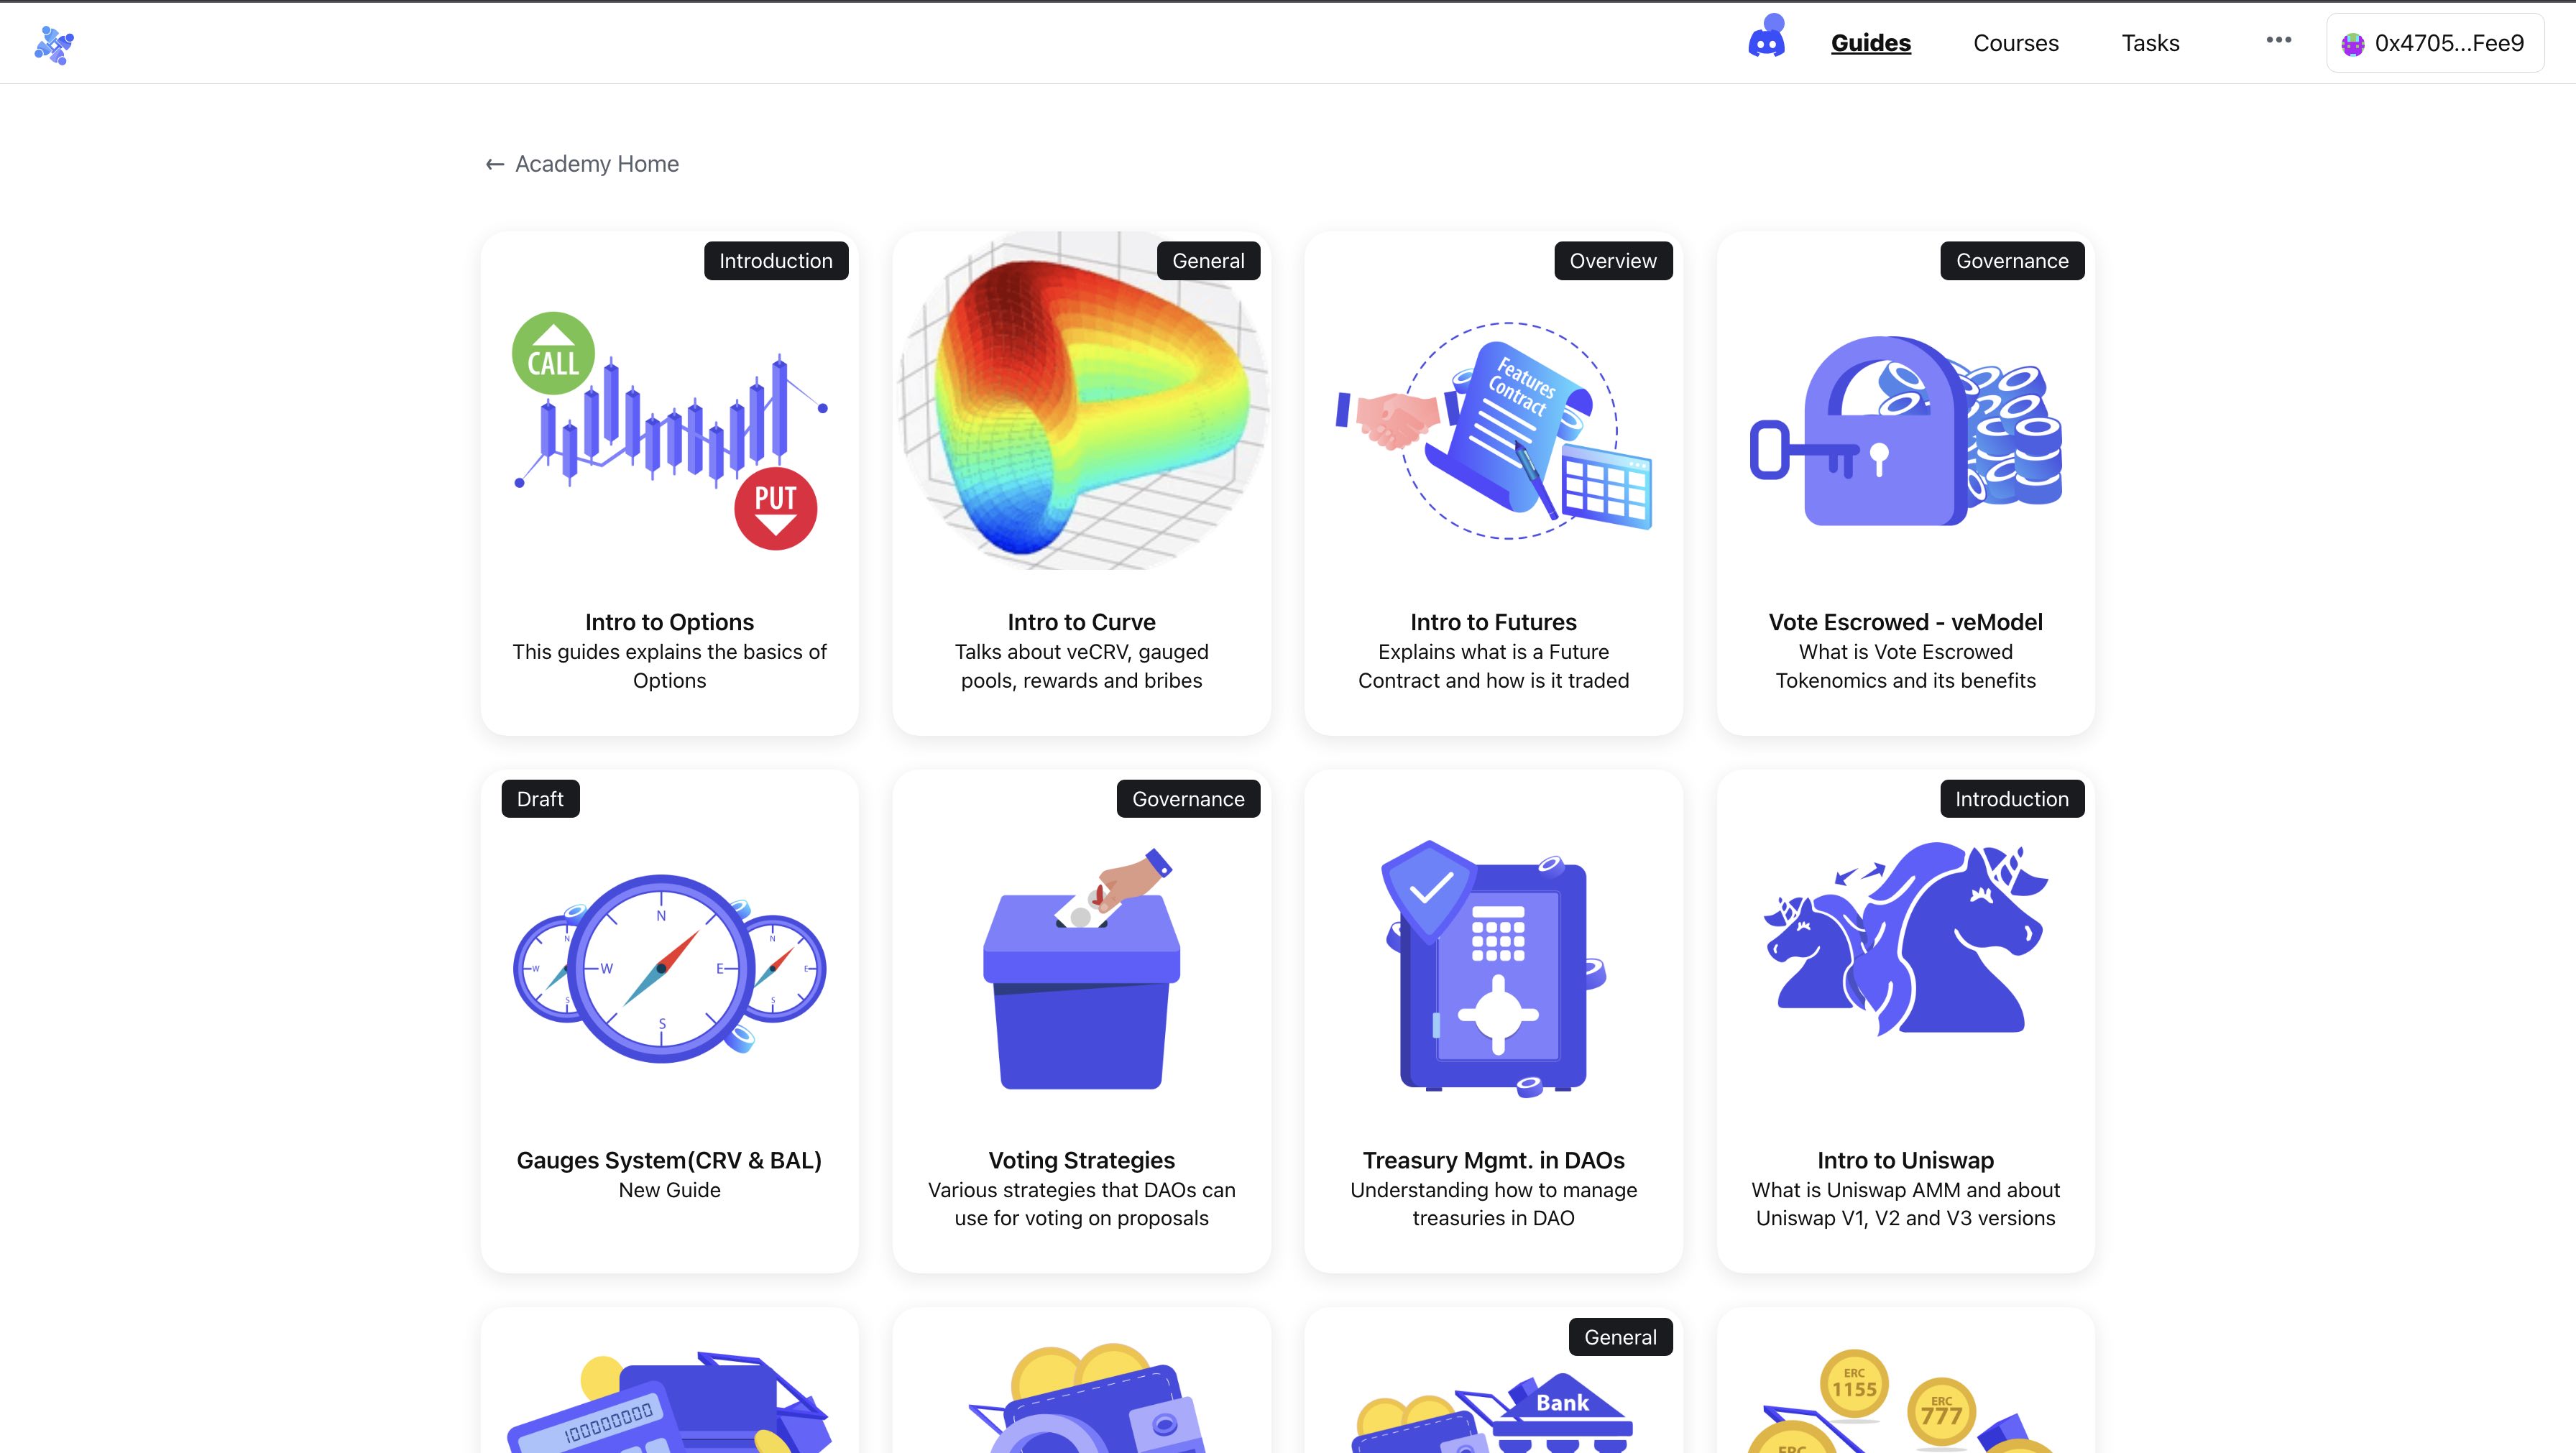 Guides
Courses
Tasks
0x4705...Fee9
← Academy Home
Introduction
CALL
PUT
Intro to Options
This guides explains the basics of
Options
General
Intro to Curve
Talks about veCRV, gauged
pools, rewards and bribes
Overview
Features
Contract
Intro to Futures
Explains what is a Future
Contract and how is it traded
Governance
Vote Escrowed - veModel
What is Vote Escrowed
Tokenomics and its benefits
Draft
N
W
S
N
W
E
S
N
E
S
Gauges System(CRV & BAL)
New Guide
Governance
Voting Strategies
Various strategies that DAOs can
use for voting on proposals
Treasury Mgmt. in DAOs
Understanding how to manage
treasuries in DAO
Introduction
Intro to Uniswap
What is Uniswap AMM and about
Uniswap V1, V2 and V3 versions
100000000
General
Bank
ERC
1155
ERC
777
ERC